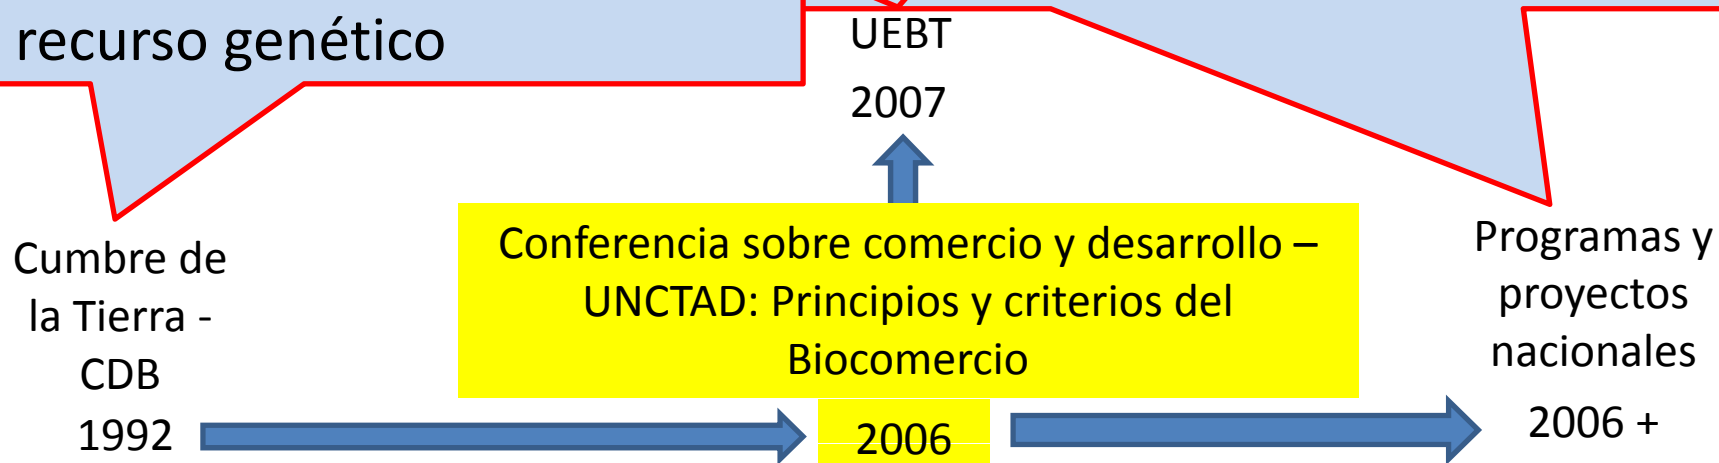 recurso genético
UEBT
2007
Cumbre de
la Tierra -
CDB
1992
Conferencia sobre comercio y desarrollo –
UNCTAD: Principios y criterios del
Biocomercio
2006
Programas y
proyectos
nacionales
2006 +